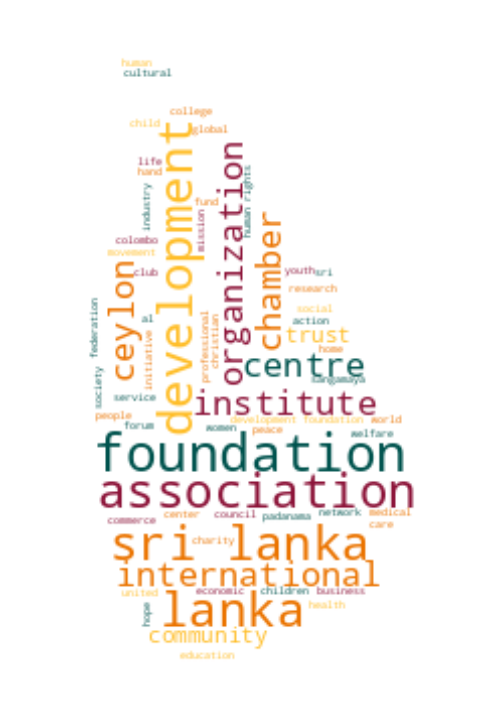 human
cultural
college
child
global
life
hand
development
organization
human rights
industry
fund
mission
chamber
colombo
movement
ceylon
club
youth
sri
research
federation
al
initiative
professional
christian
social
action
trust
home
centre
sangamaya
society
service
institute
people
forum
women
development foundation
peace
world
welfare
foundation
association
commerce
center
council
padanama
network
medical
care
sri lanka
charity
international
united
economic
children
business
hope
lanka
health
community
education